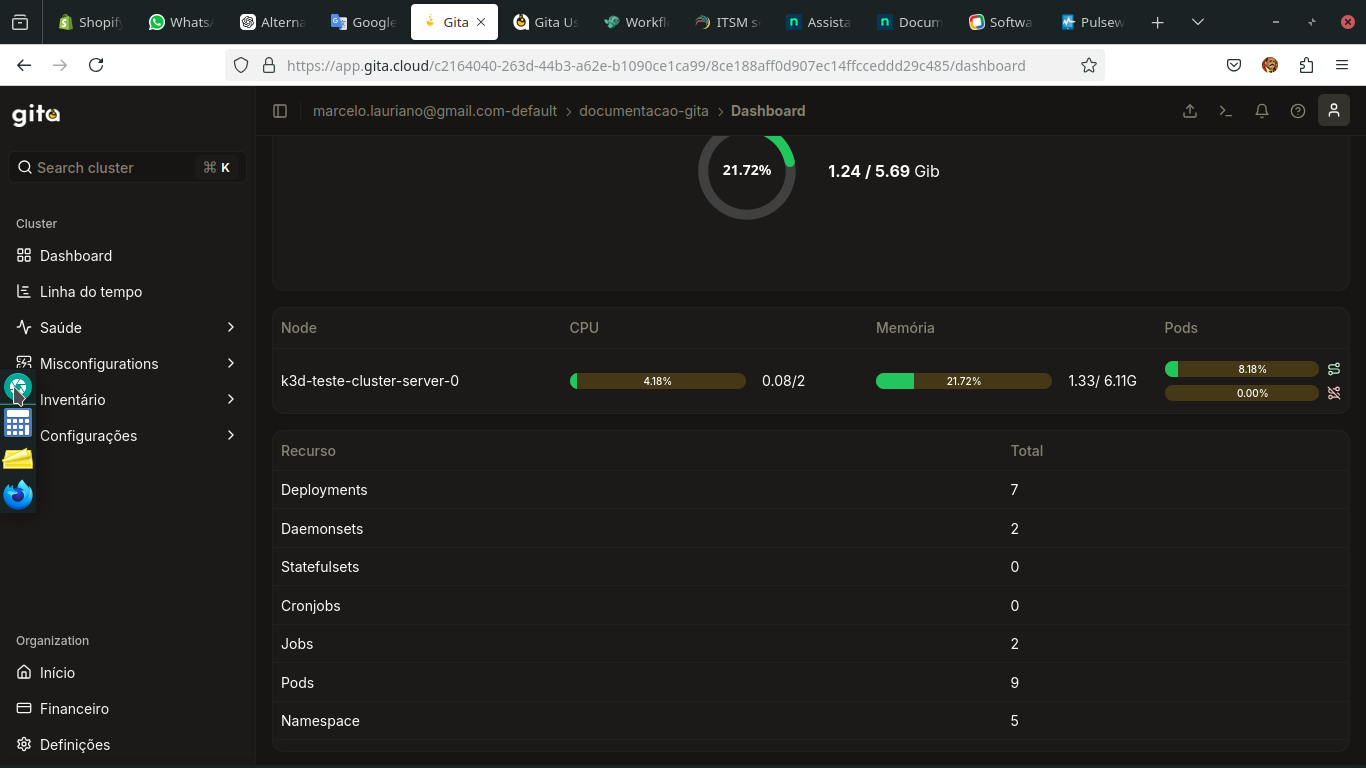 Shopify
Whats
Alterna
Google
Gita
Gita Us
Workfl
ITSM s
Assista
Docum
Softwa
Pulsew
https://app.gita.cloud/c2164040-263d-44b3-a62e-b1090ce1ca99/8ce188aff0d907ec14ffcceddd29c485/dashboard
gita
marcelo.lauriano@gmail.com-default > documentacao-gita > Dashboard
Search cluster ⌘ K
Cluster
Dashboard
Linha do tempo
Saúde
Misconfigurations
Inventário
Configurações
Organization
Início
Financeiro
Definições
21.72% 1.24 / 5.69 Gib
Node CPU Memória Pods
k3d-teste-cluster-server-0 4.18% 0.08/2 21.72% 1.33/ 6.11G 8.18%
0.00%
Recurso Total
Deployments 7
Daemonsets 2
Statefulsets 0
Cronjobs 0
Jobs 2
Pods 9
Namespace 5